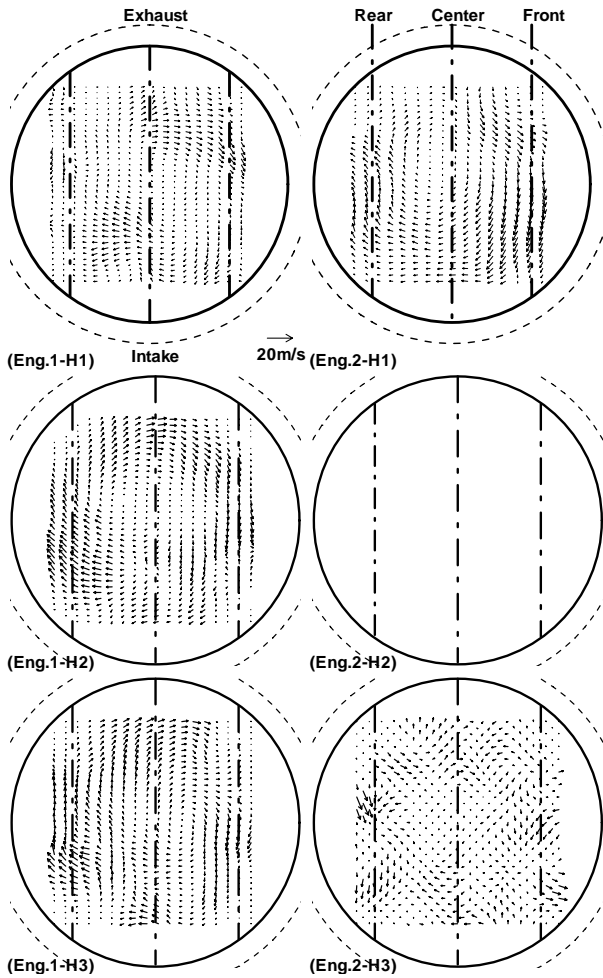 Exhaust
Rear Center Front
(Eng.1-H1) Intake 20m/s (Eng.2-H1)
(Eng.1-H2) (Eng.2-H2)
(Eng.1-H3) (Eng.2-H3)